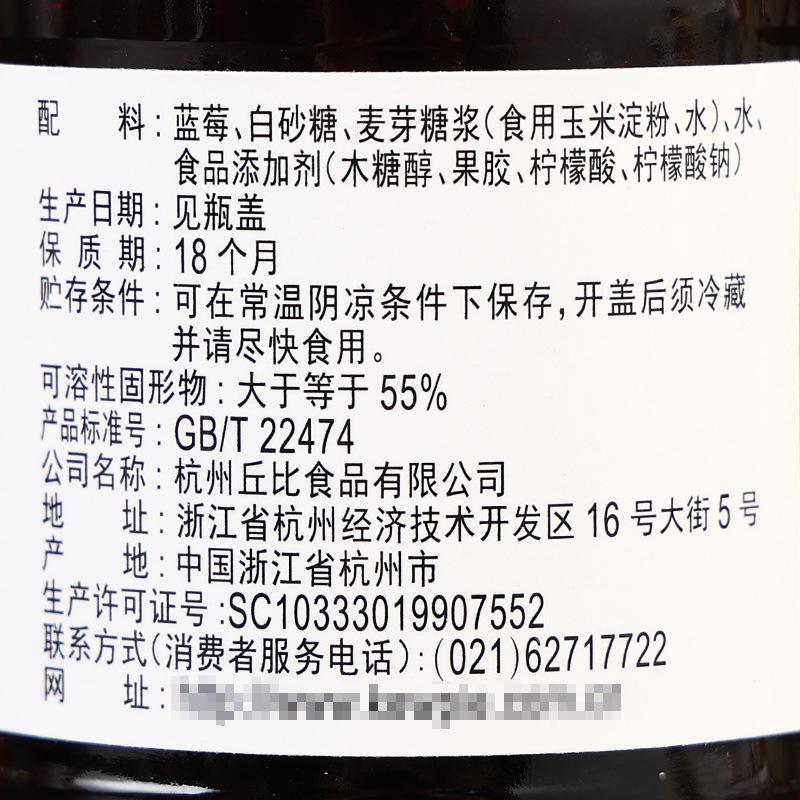 配 料：蓝莓、白砂糖、麦芽糖浆(食用玉米淀粉、水)、水、
食品添加剂(木糖醇、果胶、柠檬酸、柠檬酸钠)
生产日期：见瓶盖
保 质 期：18个月
贮存条件：可在常温阴凉条件下保存，开盖后须冷藏
并请尽快食用。
可溶性固形物：大于等于55%
产品标准号：GB/T 22474
公司名称：杭州丘比食品有限公司
地 址：浙江省杭州经济技术开发区16号大街5号
产 地：中国浙江省杭州市
生产许可证号:SC10333019907552
联系方式(消费者服务电话)：(021)62717722
网 址：